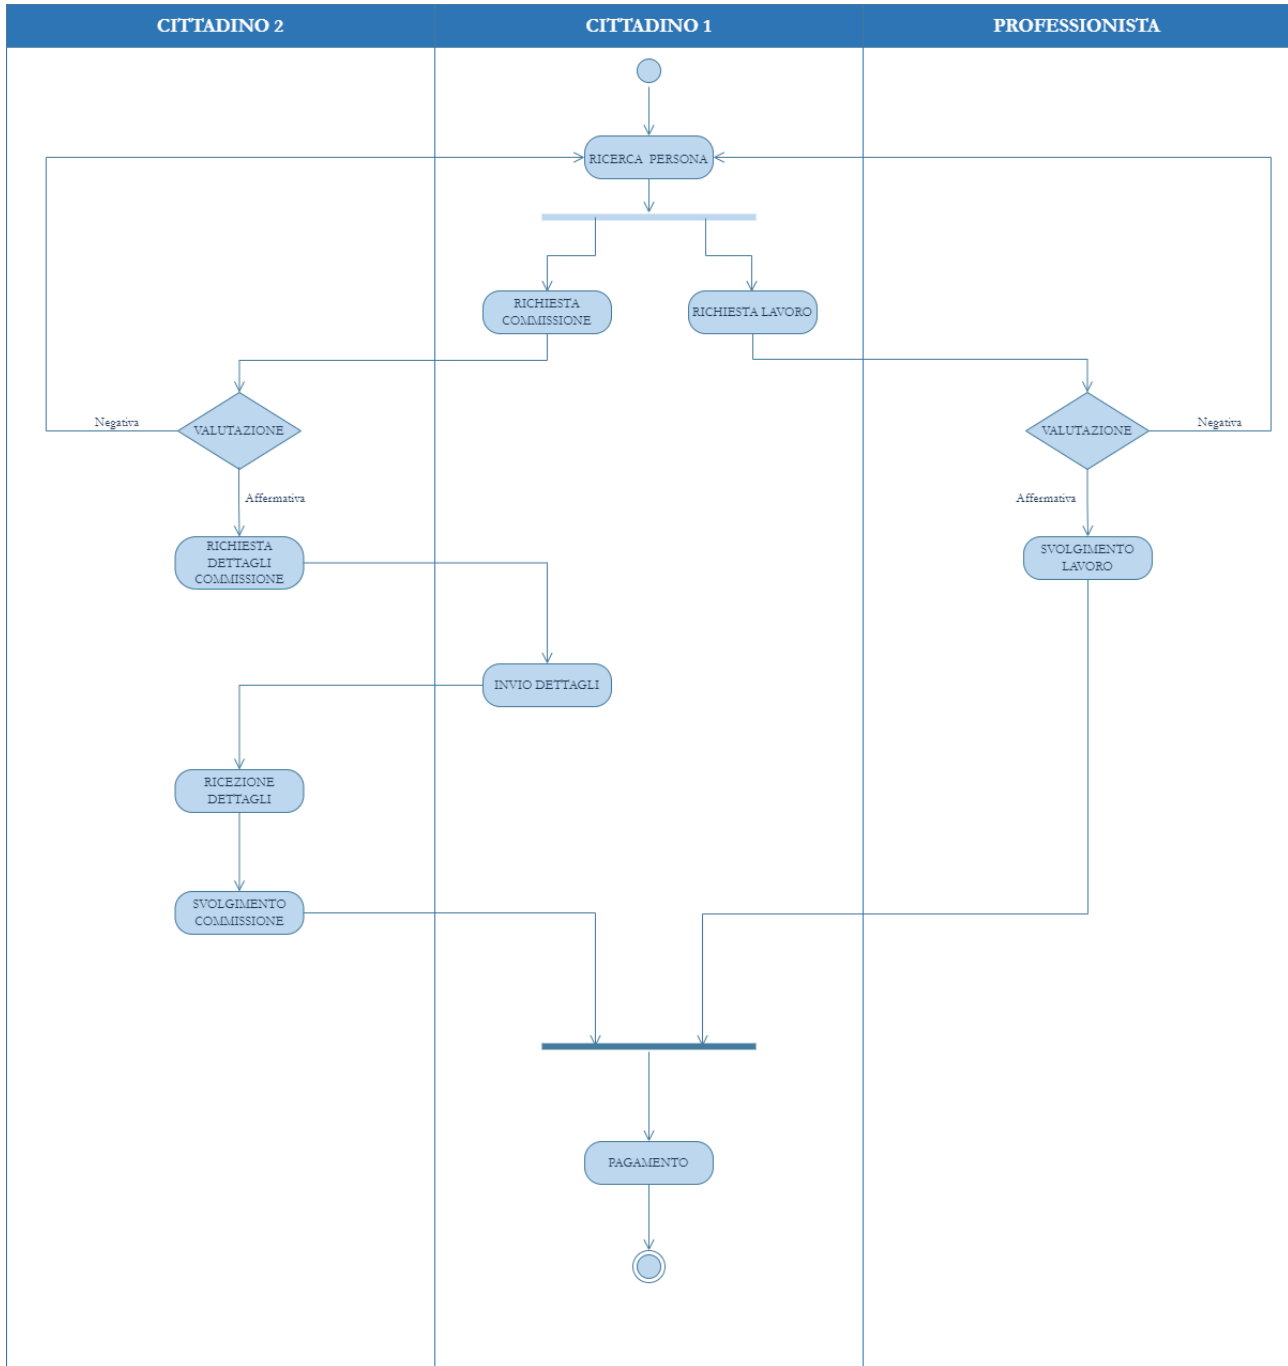 CITTADINO 2
CITTADINO 1
PROFESSIONISTA
RICERCA PERSONA
RICHIESTA
COMMISSIONE
RICHIESTA LAVORO
Negativa
VALUTAZIONE
VALUTAZIONE
Negativa
Affermativa
Affermativa
RICHIESTA
DETTAGLI
COMMISSIONE
SVOLGIMENTO
LAVORO
INVIO DETTAGLI
RICEZIONE
DETTAGLI
SVOLGIMENTO
COMMISSIONE
PAGAMENTO